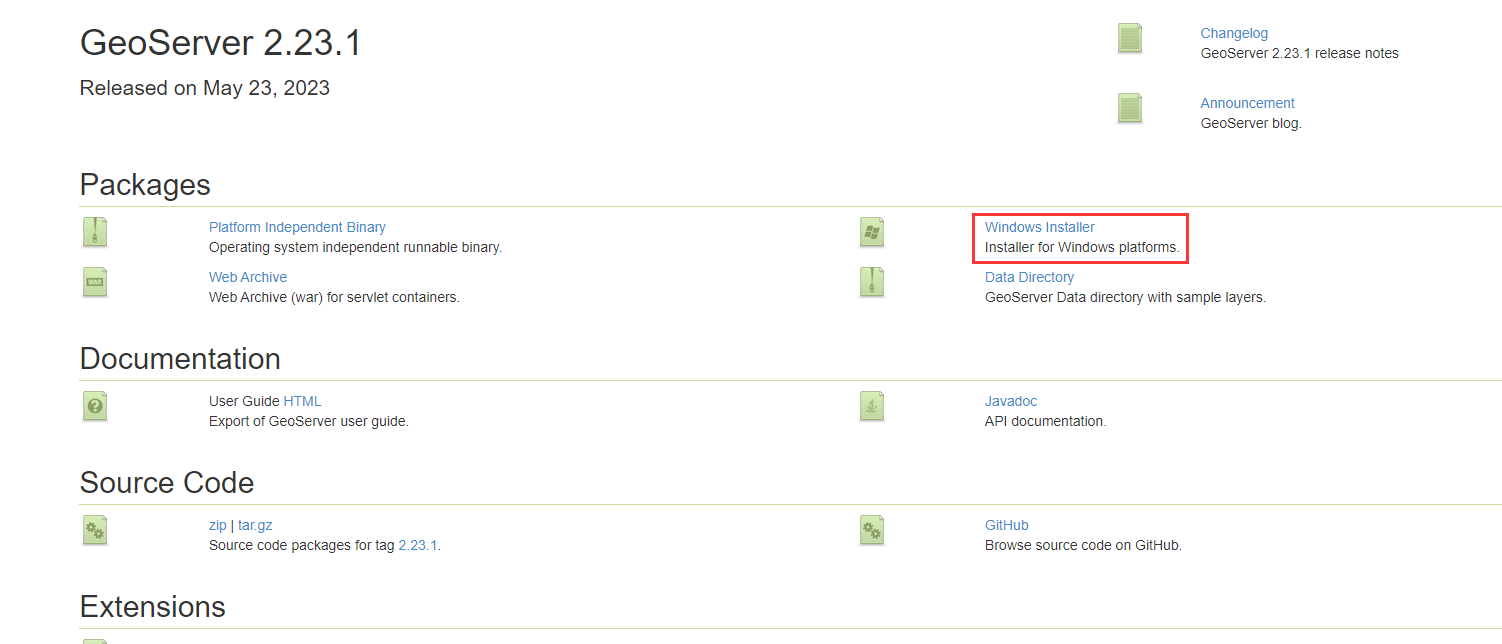 GeoServer 2.23.1
Released on May 23, 2023
Changelog
GeoServer 2.23.1 release notes
Announcement
GeoServer blog.
Packages
Platform Independent Binary
Operating system independent runnable binary.
Windows Installer
Installer for Windows platforms.
WAR
Web Archive
Web Archive (war) for servlet containers.
Data Directory
GeoServer Data directory with sample layers.
Documentation
User Guide HTML
Export of GeoServer user guide.
Javadoc
API documentation.
Source Code
zip | tar.gz
Source code packages for tag 2.23.1.
GitHub
Browse source code on GitHub.
Extensions